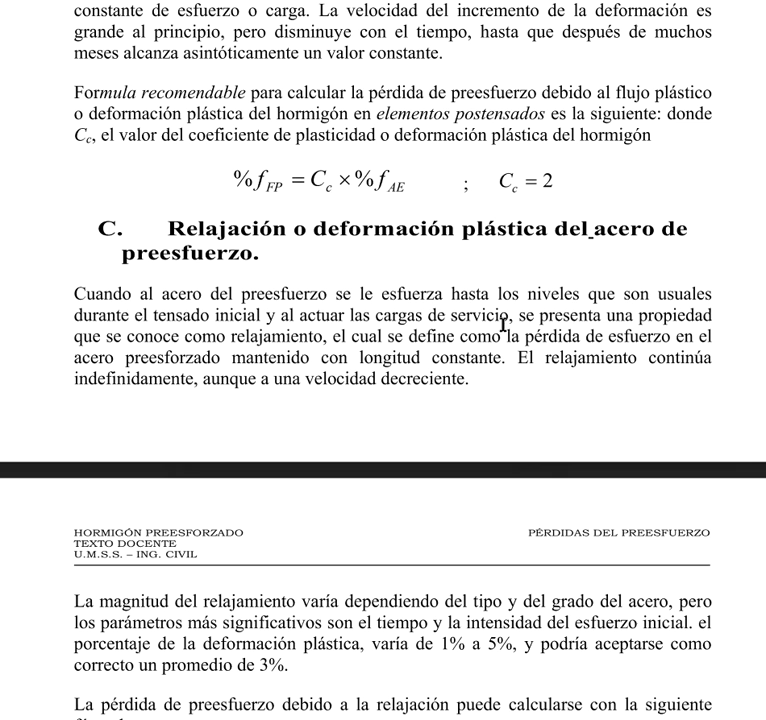 constante de esfuerzo o carga. La velocidad del incremento de la deformación es
grande al principio, pero disminuye con el tiempo, hasta que después de muchos
meses alcanza asintóticamente un valor constante.
Formula recomendable para calcular la pérdida de preesfuerzo debido al flujo plástico
o deformación plástica del hormigón en elementos postensados es la siguiente: donde
Cc, el valor del coeficiente de plasticidad o deformación plástica del hormigón
%f_FP = C_c × %f_AE ; C_c = 2
C. Relajación o deformación plástica del acero de
preesfuerzo.
Cuando al acero del preesfuerzo se le esfuerza hasta los niveles que son usuales
durante el tensado inicial y al actuar las cargas de servicio, se presenta una propiedad
que se conoce como relajamiento, el cual se define como la pérdida de esfuerzo en el
acero preesforzado mantenido con longitud constante. El relajamiento continúa
indefinidamente, aunque a una velocidad decreciente.
HORMIGÓN PREESFORZADO PÉRDIDAS DEL PREESFUERZO
TEXTO DOCENTE
U.M.S.S. – ING. CIVIL
La magnitud del relajamiento varía dependiendo del tipo y del grado del acero, pero
los parámetros más significativos son el tiempo y la intensidad del esfuerzo inicial. el
porcentaje de la deformación plástica, varía de 1% a 5%, y podría aceptarse como
correcto un promedio de 3%.
La pérdida de preesfuerzo debido a la relajación puede calcularse con la siguiente